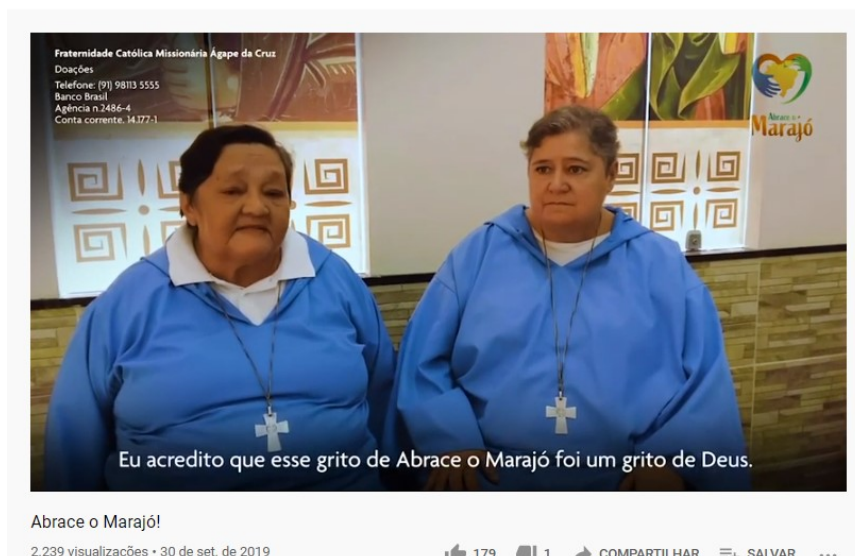 Fraternidade Católica Missionária Ágape da Cruz
Doações
Telefone: (91) 98113 5555
Banco Brasil
Agência n.2486-4
Conta corrente. 14.177-1
Abrace o
Marajó
Eu acredito que esse grito de Abrace o Marajó foi um grito de Deus.
Abrace o Marajó!
2.239 visualizações • 30 de set. de 2019
179
1
COMPARTILHAR
SALVAR